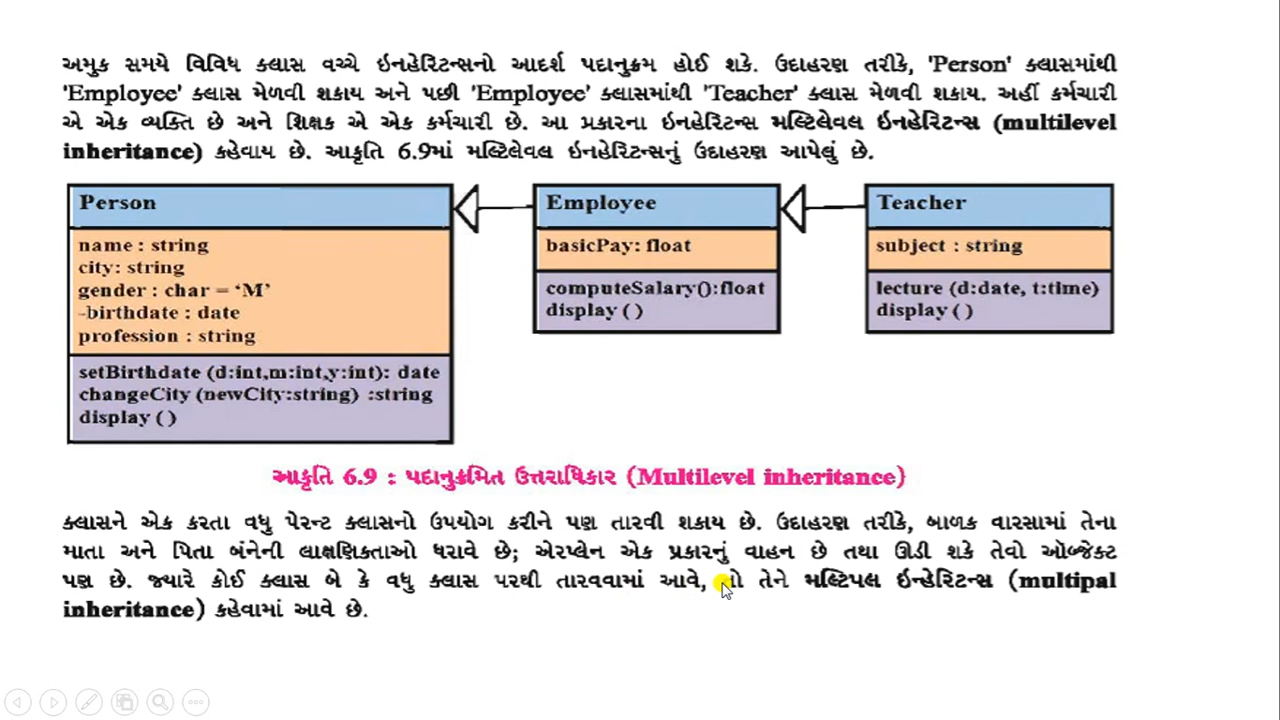 અમુક સમયે વિવિધ ક્લાસ વચ્ચે ઇનહેરિટન્સનો આદર્શ પદાનુક્રમ હોઈ શકે. ઉદાહરણ તરીકે, 'Person' ક્લાસમાંથી
'Employee' ક્લાસ મેળવી શકાય અને પછી 'Employee' ક્લાસમાંથી 'Teacher' ક્લાસ મેળવી શકાય. અહીં કર્મચારી
એ એક વ્યક્તિ છે અને શિક્ષક એ એક કર્મચારી છે. આ પ્રકારના ઇનહેરિટન્સ મલ્ટિલેવલ ઇનહેરિટન્સ (multilevel
inheritance) કહેવાય છે. આકૃતિ 6.9માં મલ્ટિલેવલ ઇનહેરિટન્સનું ઉદાહરણ આપેલું છે.
Person
name : string
city: string
gender : char = ‘M’
-birthdate : date
profession : string
setBirthdate (d:int,m:int,y:int): date
changeCity (newCity:string) :string
display ( )
Employee
basicPay: float
computeSalary():float
display ( )
Teacher
subject : string
lecture (d:date, t:time)
display ( )
આકૃતિ 6.9 : પદાનુક્રમિત ઉત્તરાધિકાર (Multilevel inheritance)
ક્લાસને એક કરતા વધુ પેરન્ટ ક્લાસનો ઉપયોગ કરીને પણ તારવી શકાય છે. ઉદાહરણ તરીકે, બાળક વારસામાં તેના
માતા અને પિતા બંનેની લાક્ષણિકતાઓ ધરાવે છે; એરપ્લેન એક પ્રકારનું વાહન છે તથા ઊડી શકે તેવો ઑબ્જેક્ટ
પણ છે. જ્યારે કોઈ ક્લાસ બે કે વધુ ક્લાસ પરથી તારવવામાં આવે, તો તેને મલ્ટિપલ ઇન્હેરિટન્સ (multipal
inheritance) કહેવામાં આવે છે.